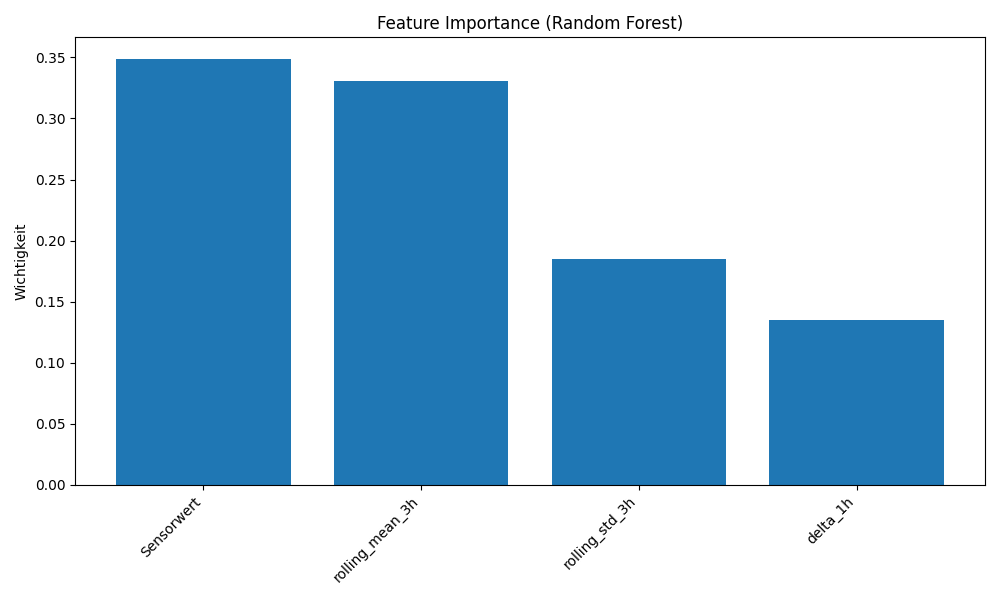 Feature Importance (Random Forest)
Wichtigkeit
0.35
0.30
0.25
0.20
0.15
0.10
0.05
0.00
Sensorwert
rolling_mean_3h
rolling_std_3h
delta_1h